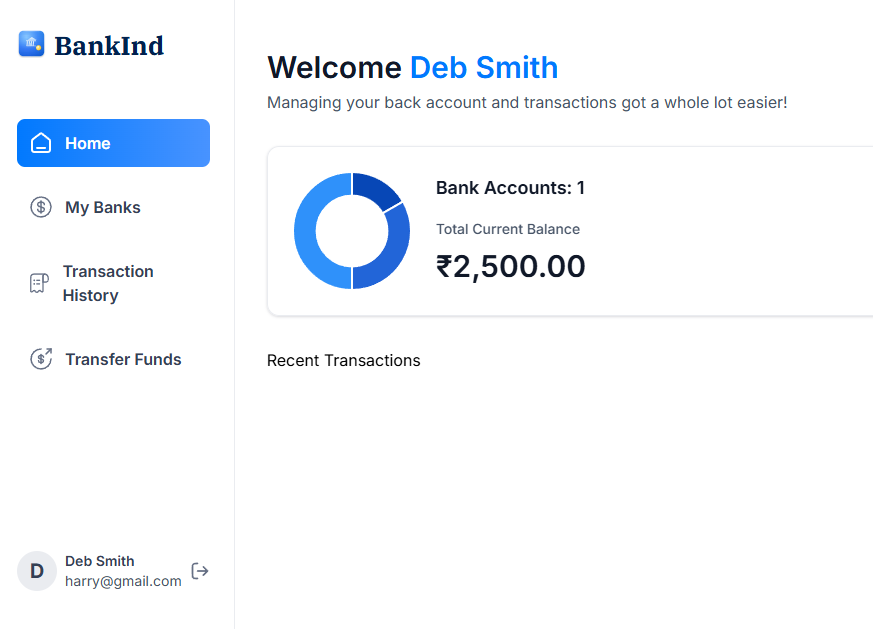 BankInd
Home
My Banks
Transaction
History
Transfer Funds
D
Deb Smith
harry@gmail.com
Welcome Deb Smith
Managing your back account and transactions got a whole lot easier!
Bank Accounts: 1
Total Current Balance
₹2,500.00
Recent Transactions